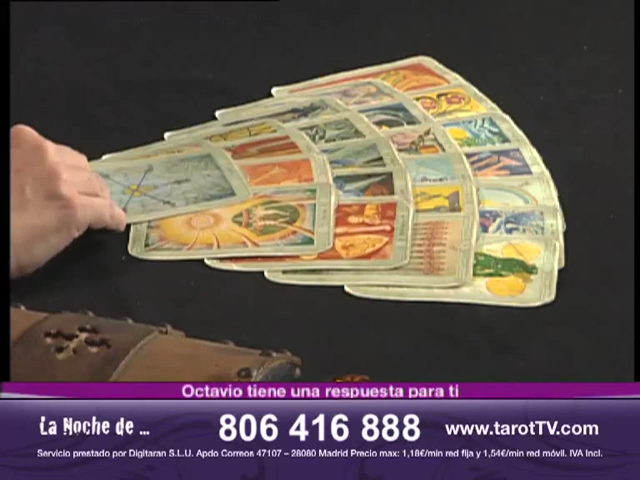 Octavio tiene una respuesta para ti
La Noche de ...
806 416 888
www.tarotTV.com
Servicio prestado por Digitaran S.L.U. Apdo Correos 47107 – 28080 Madrid Precio max: 1,18€/min red fija y 1,54€/min red móvil. IVA Incl.